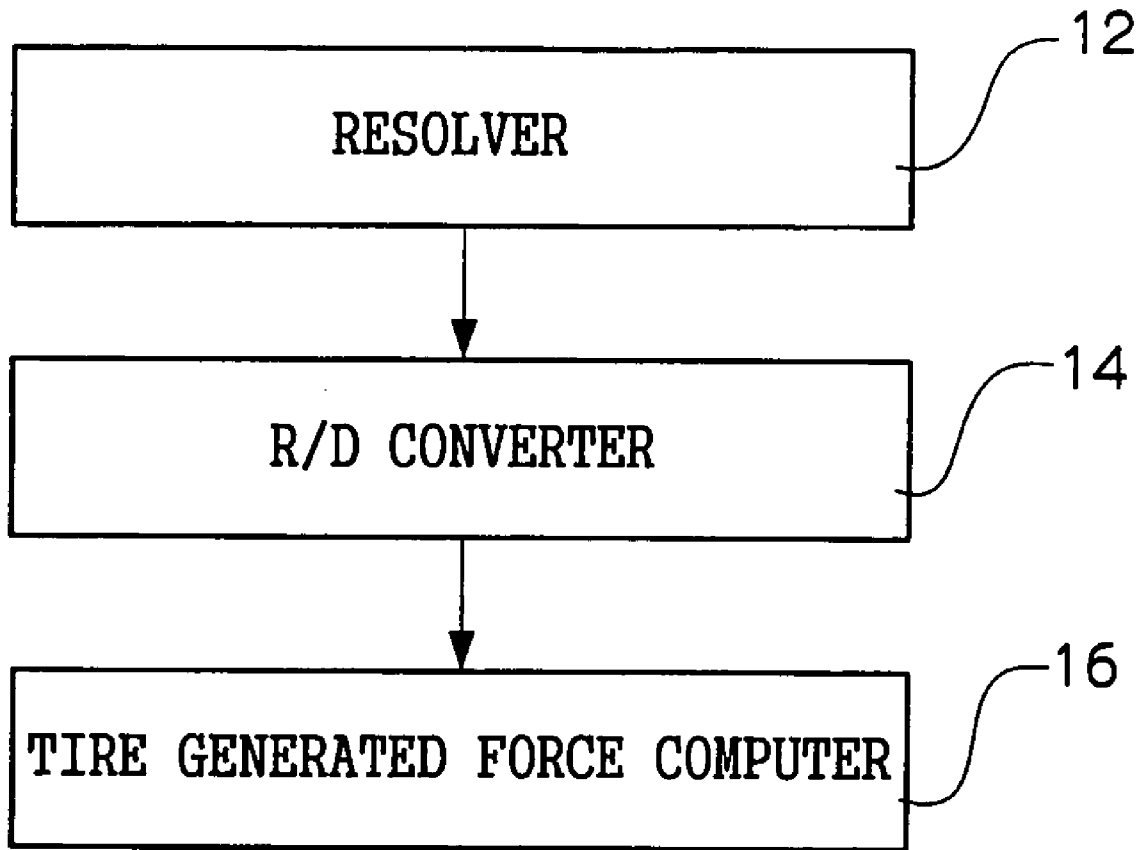 12
RESOLVER
14
R/D CONVERTER
16
TIRE GENERATED FORCE COMPUTER